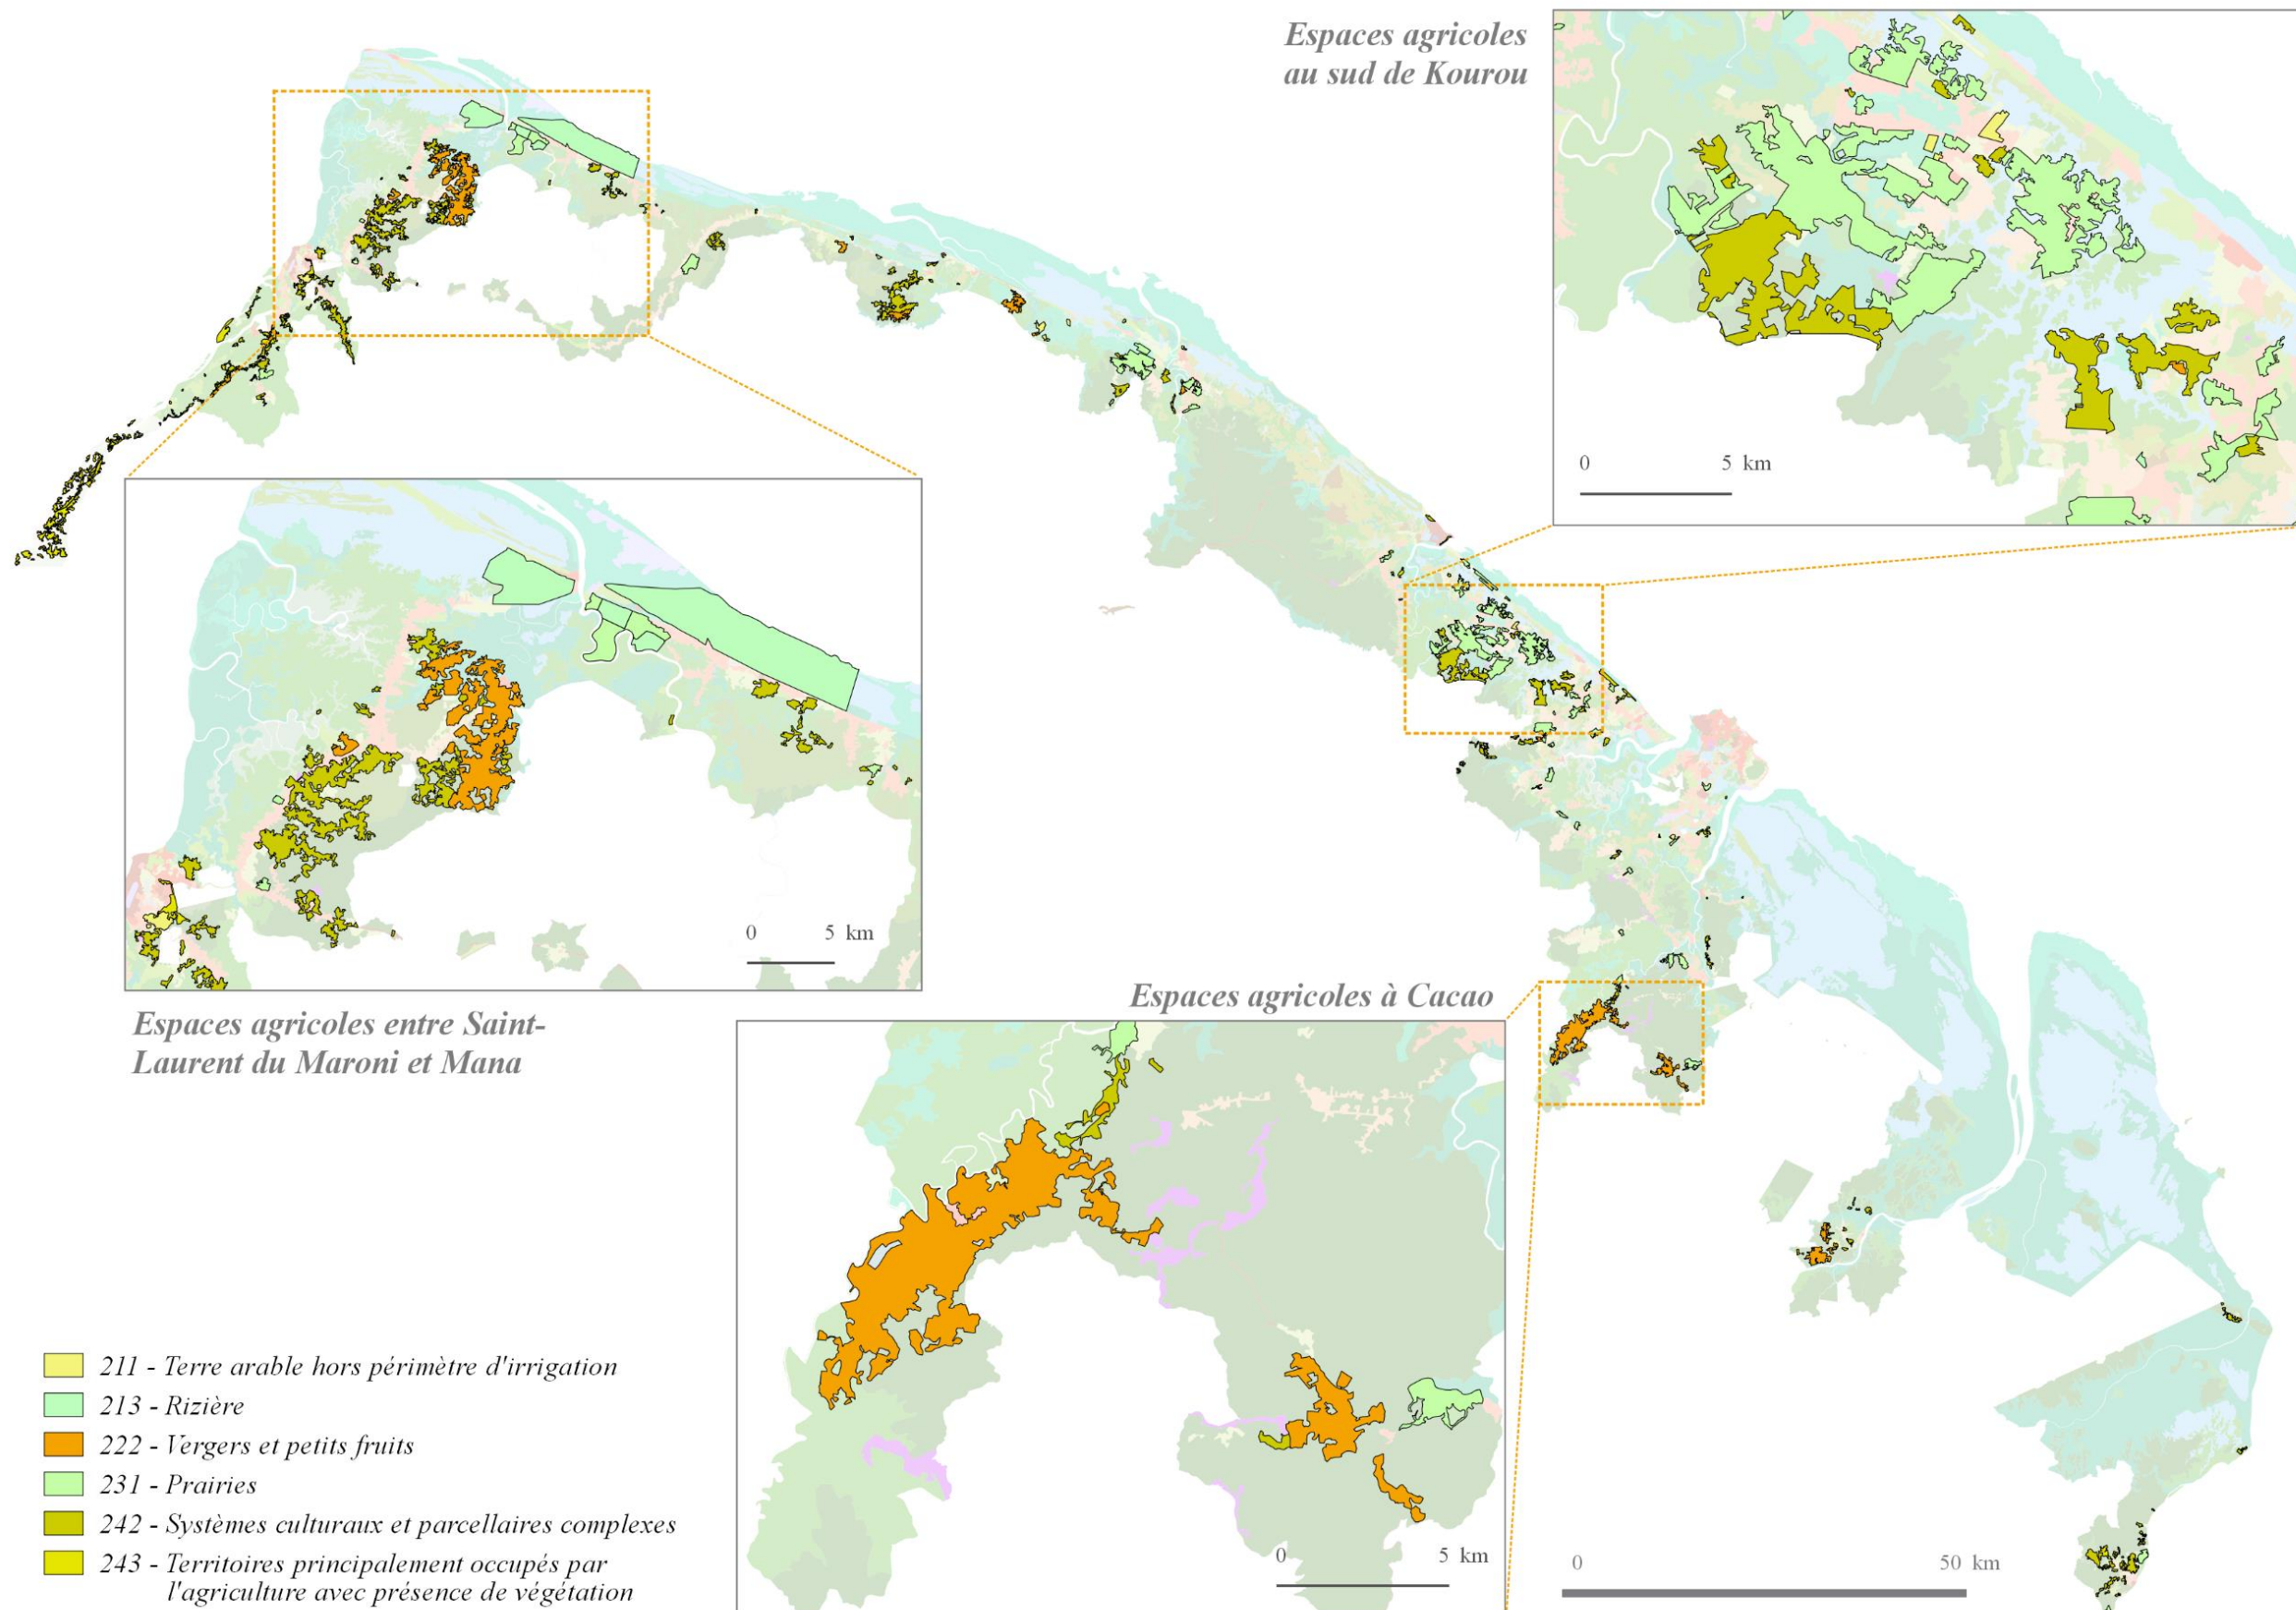 Espaces agricoles
au sud de Kourou
0 5 km
0 5 km
Espaces agricoles entre Saint-
Laurent du Maroni et Mana
Espaces agricoles à Cacao
0 5 km
0 50 km
211 - Terre arable hors périmètre d'irrigation
213 - Rizière
222 - Vergers et petits fruits
231 - Prairies
242 - Systèmes culturaux et parcellaires complexes
243 - Territoires principalement occupés par
l'agriculture avec présence de végétation